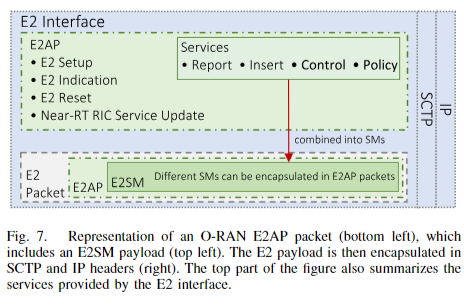 E2 Interface
E2AP
• E2 Setup
• E2 Indication
• E2 Reset
• Near-RT RIC Service Update
Services
• Report • Insert • Control • Policy
combined into SMs
SCTP
IP
E2
Packet
E2AP
E2SM
Different SMs can be encapsulated in E2AP packets
Fig. 7. Representation of an O-RAN E2AP packet (bottom left), which
includes an E2SM payload (top left). The E2 payload is then encapsulated in
SCTP and IP headers (right). The top part of the figure also summarizes the
services provided by the E2 interface.